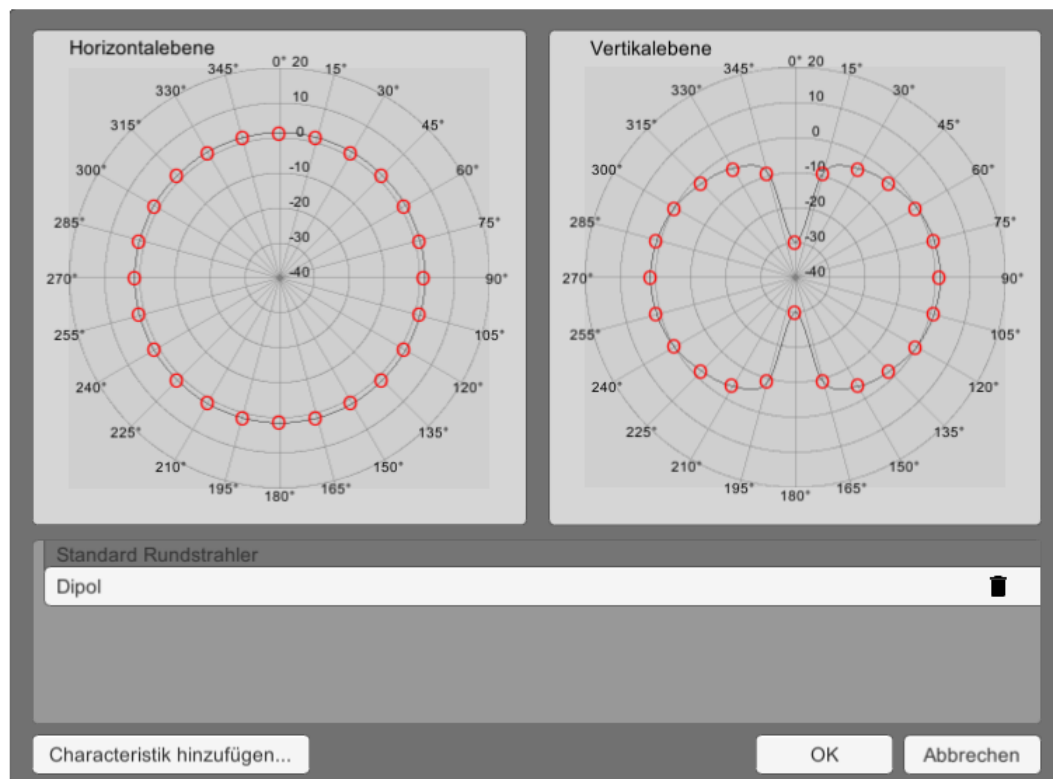 Horizontalebene
0° 20
345° 15°
330° 10 30°
315° 0 45°
300° -10 60°
285° -20 75°
-30
-40
270° 90°
255° 105°
240° 120°
225° 135°
210° 150°
195° 180° 165°
Vertikalebene
0° 20
345° 15°
330° 10 30°
315° 0 45°
300° -10 60°
285° -20 75°
-30
-40
270° 90°
255° 105°
240° 120°
225° 135°
210° 150°
195° 180° 165°
Standard Rundstrahler
Dipol
Characteristik hinzufügen...
OK
Abbrechen